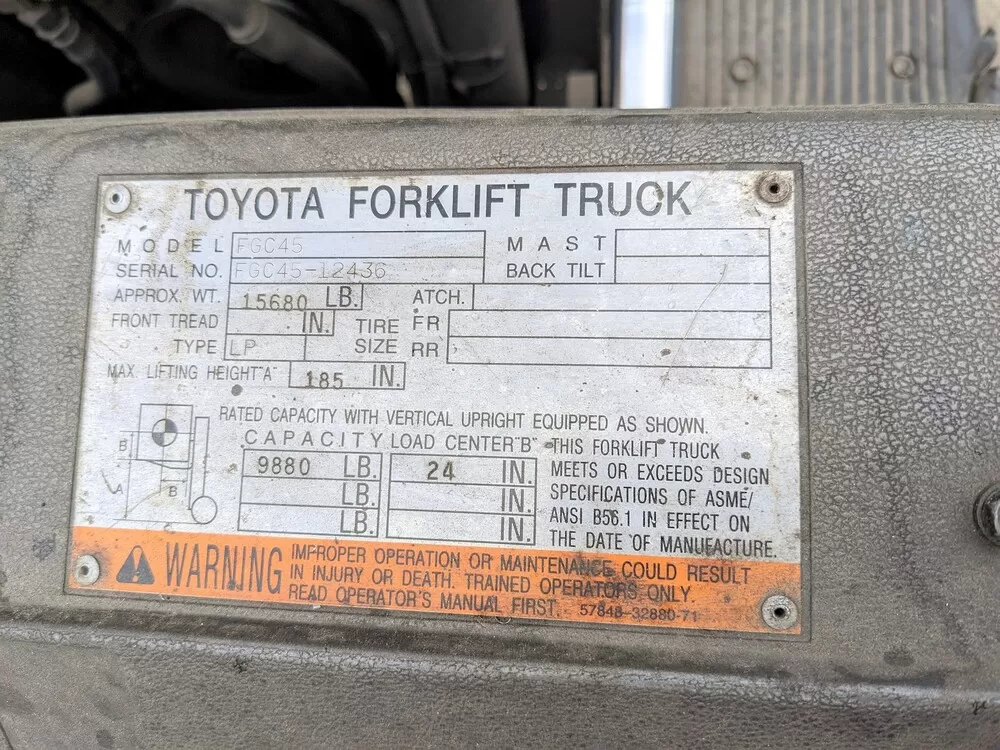 TOYOTA FORKLIFT TRUCK
MODEL FGC45 MAST
SERIAL NO. FGC45-12436 BACK TILT
APPROX. WT. 15680 LB. ATCH.
FRONT TREAD IN. TIRE SIZE FR
TYPE LP RR
MAX. LIFTING HEIGHT "A" 185 IN.
RATED CAPACITY WITH VERTICAL UPRIGHT EQUIPPED AS SHOWN.
CAPACITY LOAD CENTER "B"
9880 LB. 24 IN.
LB. IN.
LB. IN.
B
A B
THIS FORKLIFT TRUCK
MEETS OR EXCEEDS DESIGN
SPECIFICATIONS OF ASME/
ANSI B56.1 IN EFFECT ON
THE DATE OF MANUFACTURE.
WARNING
IMPROPER OPERATION OR MAINTENANCE COULD RESULT
IN INJURY OR DEATH. TRAINED OPERATORS ONLY.
READ OPERATOR'S MANUAL FIRST. 57848-32880-71